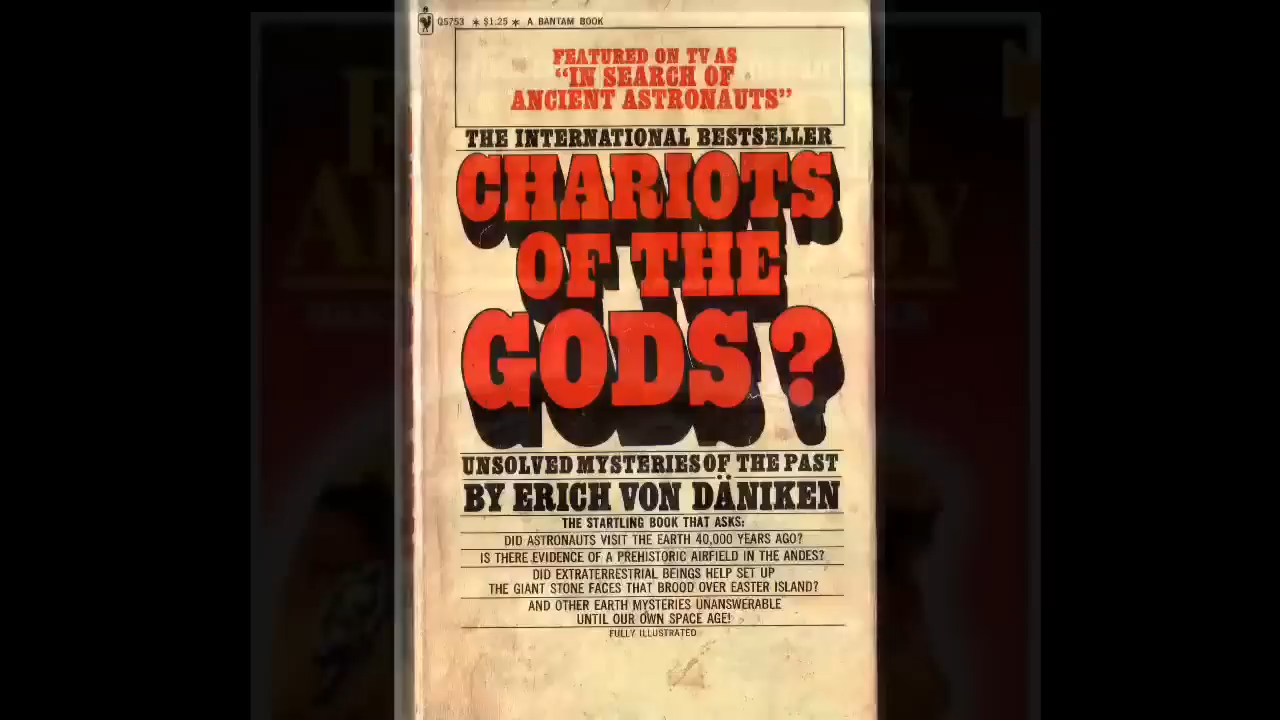 Q5753 * $1.25 * A BANTAM BOOK
FEATURED ON TV AS
"IN SEARCH OF
ANCIENT ASTRONAUTS"
THE INTERNATIONAL BESTSELLER
CHARIOTS
OF THE
GODS?
UNSOLVED MYSTERIES OF THE PAST
BY ERICH VON DÄNIKEN
THE STARTLING BOOK THAT ASKS:
DID ASTRONAUTS VISIT THE EARTH 40,000 YEARS AGO?
IS THERE EVIDENCE OF A PREHISTORIC AIRFIELD IN THE ANDES?
DID EXTRATERRESTRIAL BEINGS HELP SET UP
THE GIANT STONE FACES THAT BROOD OVER EASTER ISLAND?
AND OTHER EARTH MYSTERIES UNANSWERABLE
UNTIL OUR OWN SPACE AGE!
FULLY ILLUSTRATED